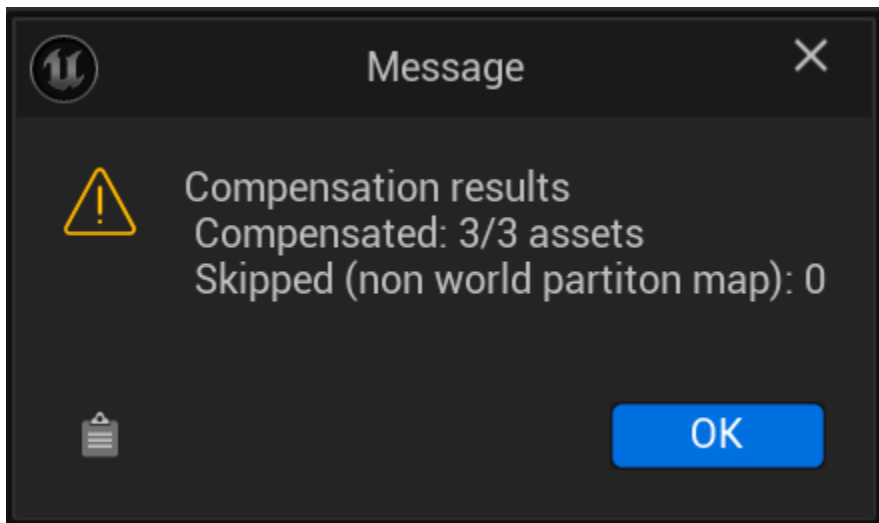 Message
Compensation results
Compensated: 3/3 assets
Skipped (non world partiton map): 0
OK